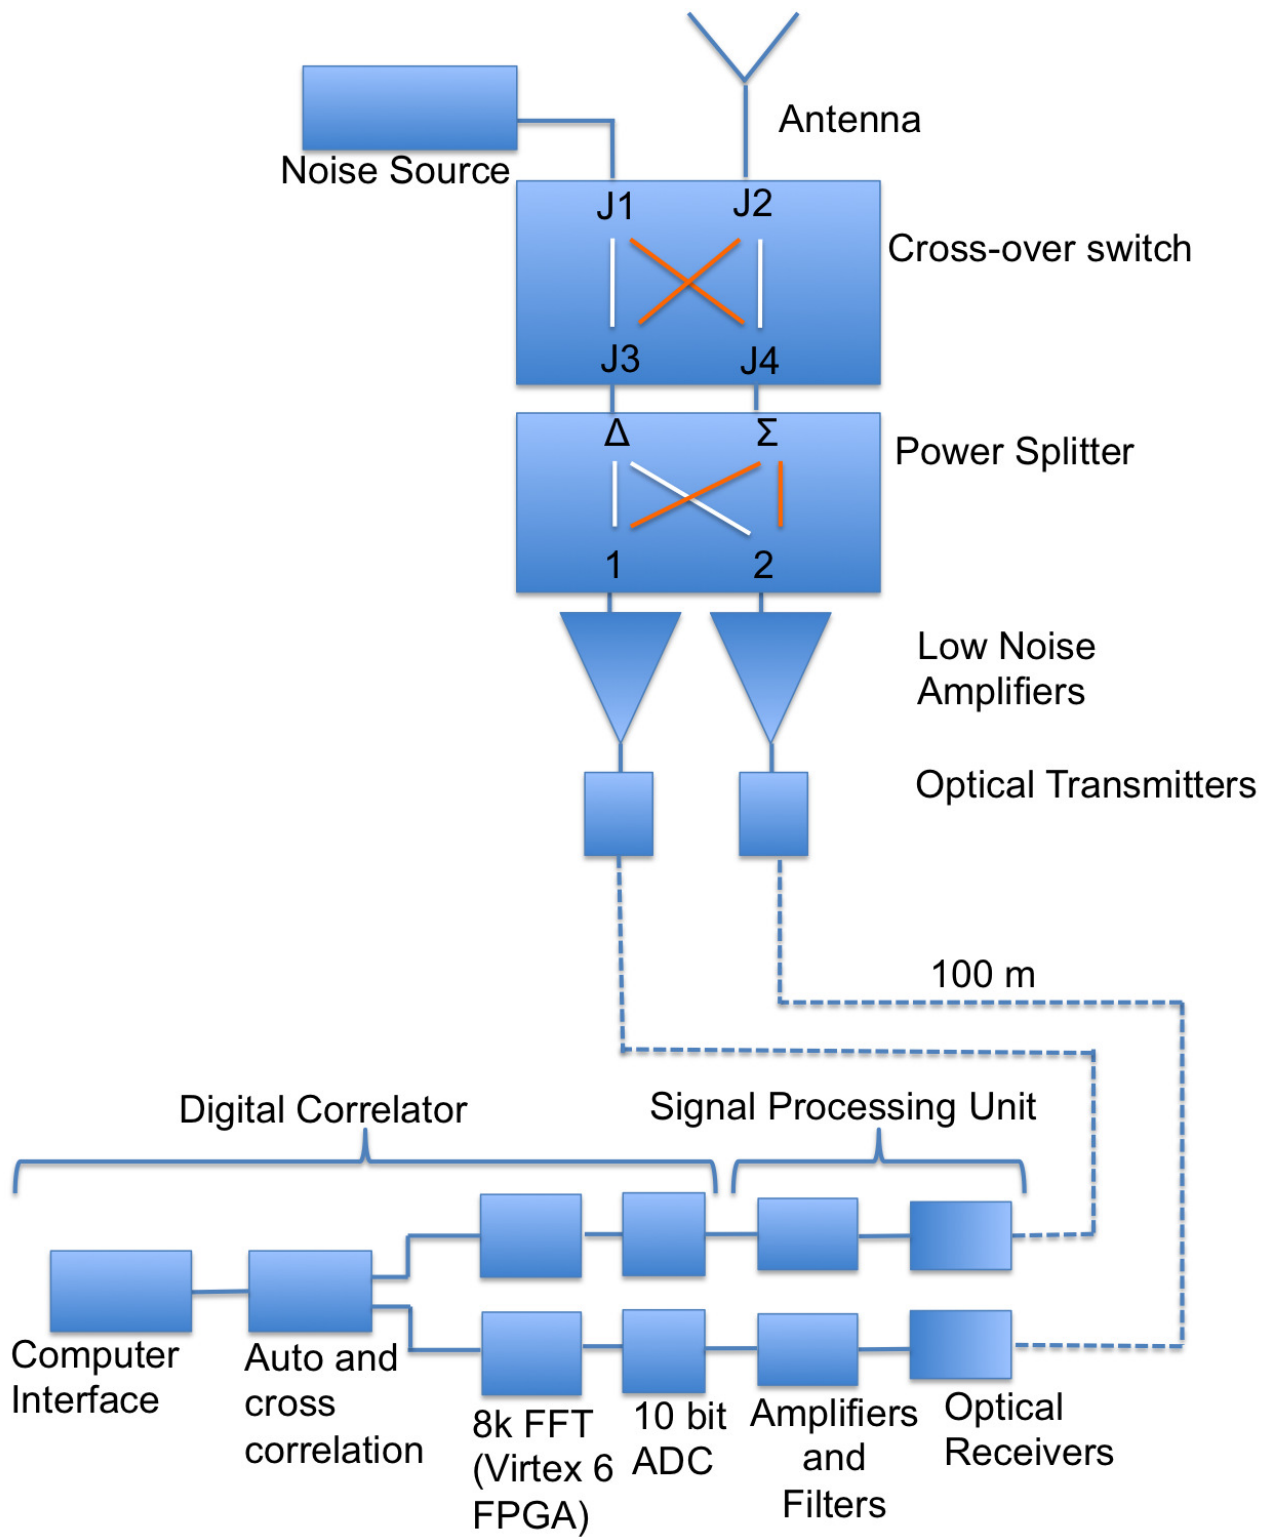 Antenna
Noise Source
J1 J2
Cross-over switch
J3 J4
Δ Σ
Power Splitter
1 2
Low Noise
Amplifiers
Optical Transmitters
100 m
Digital Correlator
Signal Processing Unit
Computer
Interface
Auto and
cross
correlation
8k FFT
(Virtex 6
FPGA)
10 bit
ADC
Amplifiers
and
Filters
Optical
Receivers